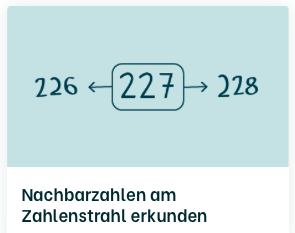 226 ← 227 → 228
Nachbarzahlen am
Zahlenstrahl erkunden